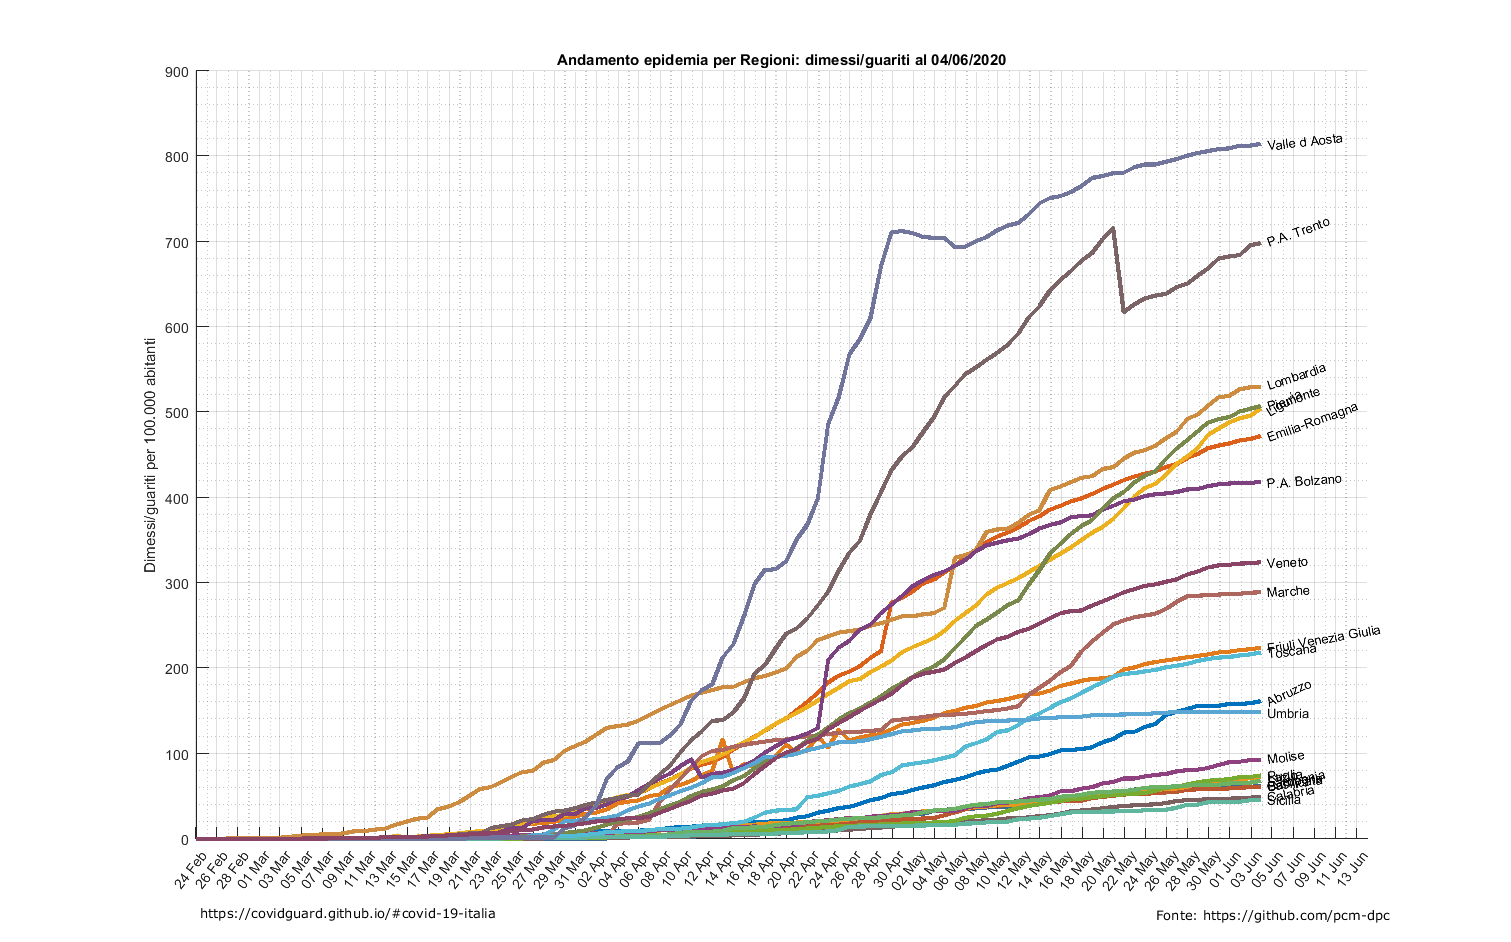 Andamento epidemia per Regioni: dimessi/guariti al 04/06/2020
900
800
700
600
500
400
300
200
100
0
Dimessi/guariti per 100.000 abitanti
Valle d Aosta
P.A. Trento
Lombardia
Piemonte
Liguria
Emilia-Romagna
P.A. Bolzano
Veneto
Marche
Friuli Venezia Giulia
Toscana
Abruzzo
Umbria
Molise
Puglia
Calabria
Sicilia
24 Feb
26 Feb
28 Feb
01 Mar
03 Mar
05 Mar
07 Mar
09 Mar
11 Mar
13 Mar
15 Mar
17 Mar
19 Mar
21 Mar
23 Mar
25 Mar
27 Mar
29 Mar
31 Mar
02 Apr
04 Apr
06 Apr
08 Apr
10 Apr
12 Apr
14 Apr
16 Apr
18 Apr
20 Apr
22 Apr
24 Apr
26 Apr
28 Apr
30 Apr
02 May
04 May
06 May
08 May
10 May
12 May
14 May
16 May
18 May
20 May
22 May
24 May
26 May
28 May
30 May
01 Jun
03 Jun
05 Jun
07 Jun
09 Jun
11 Jun
13 Jun
https://covidguard.github.io/#covid-19-italia
Fonte: https://github.com/pcm-dpc